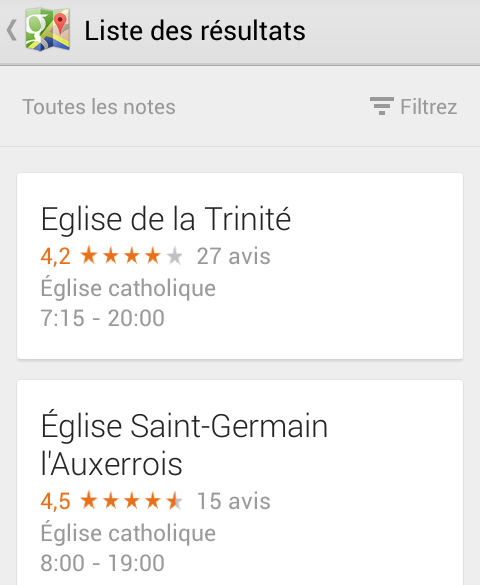 Liste des résultats
Toutes les notes Filtrez
Eglise de la Trinité
4,2 27 avis
Église catholique
7:15 - 20:00
Église Saint-Germain
l'Auxerrois
4,5 15 avis
Église catholique
8:00 - 19:00